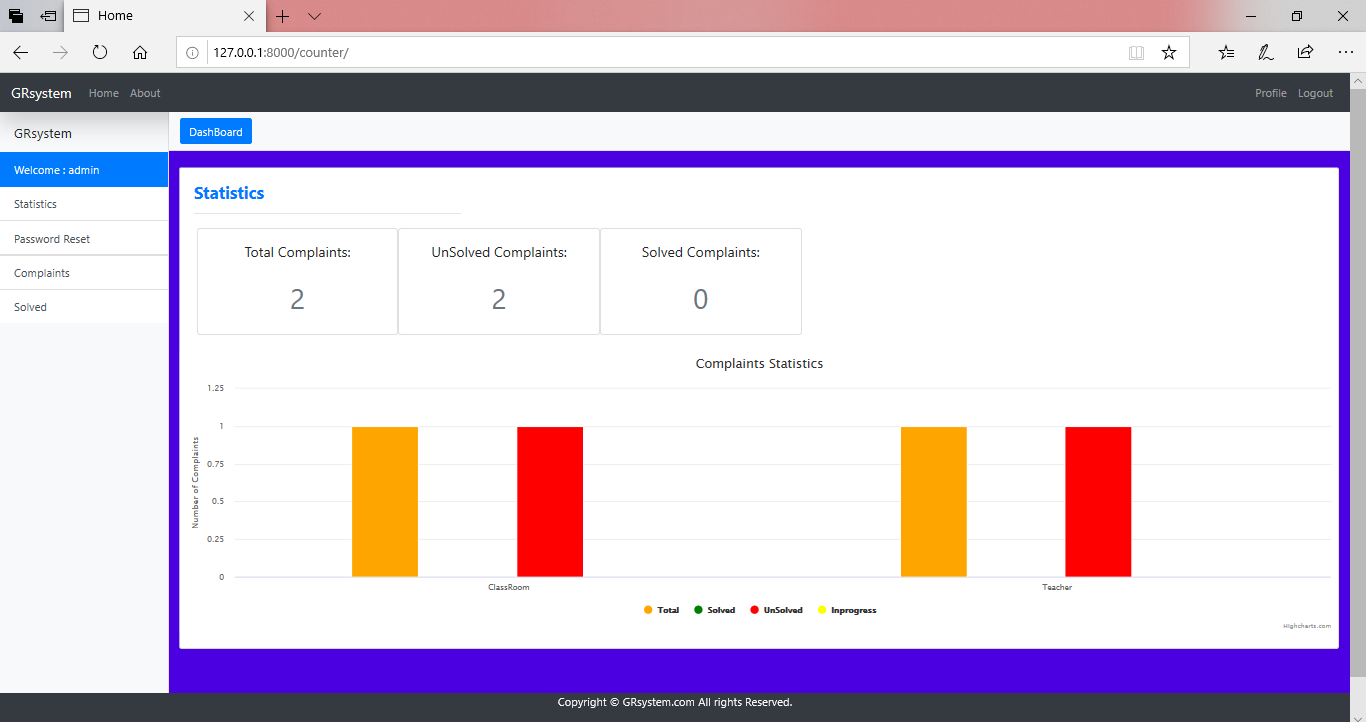 Home
127.0.0.1:8000/counter/
GRsystem Home About Profile Logout
GRsystem
DashBoard
Welcome : admin
Statistics
Password Reset
Complaints
Solved
Statistics
Total Complaints: UnSolved Complaints: Solved Complaints:
2 2 0
Complaints Statistics
Number of Complaints
1.25
1
0.75
0.5
0.25
0
ClassRoom Teacher
Total Solved UnSolved Inprogress
Highcharts.com
Copyright © GRsystem.com All rights Reserved.